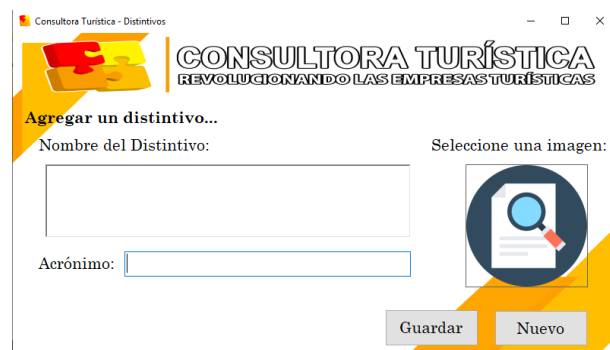 Consultora Turística - Distintivos
CONSULTORA TURÍSTICA
REVOLUCIONANDO LAS EMPRESAS TURÍSTICAS
Agregar un distintivo...
Nombre del Distintivo:
Seleccione una imagen:
Acrónimo:
Guardar
Nuevo